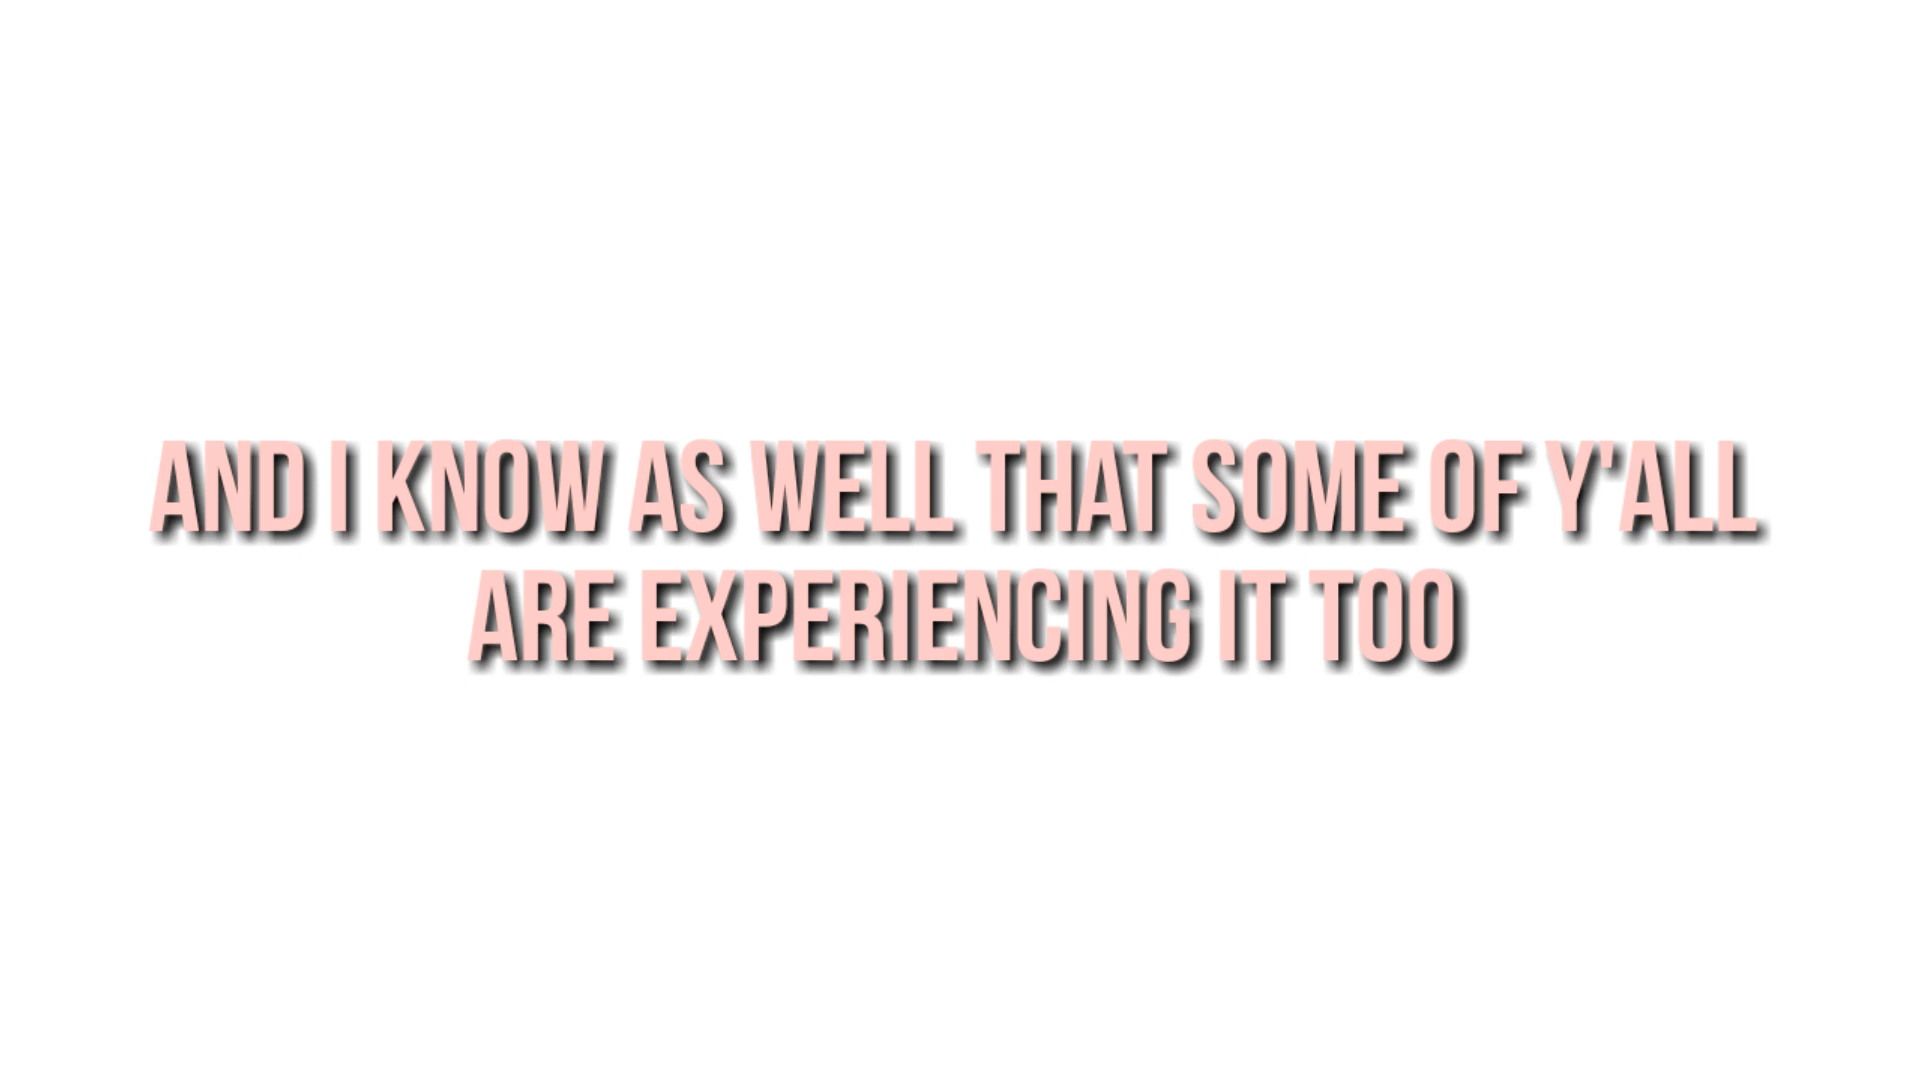 AND I KNOW AS WELL THAT SOME OF Y'ALL
ARE EXPERIENCING IT TOO